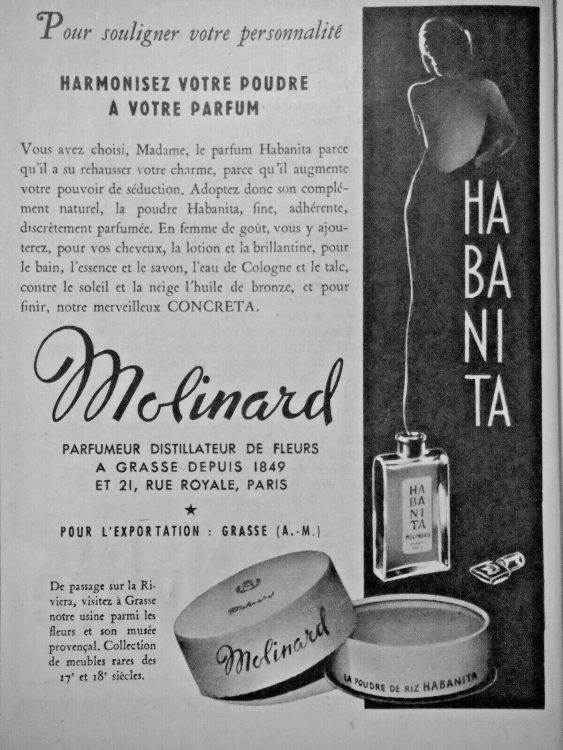 Pour souligner votre personnalité
HARMONISEZ VOTRE POUDRE
A VOTRE PARFUM
Vous avez choisi, Madame, le parfum Habanita parce
qu'il a su rehausser votre charme, parce qu'il augmente
votre pouvoir de séduction. Adoptez donc son complé-
ment naturel, la poudre Habanita, fine, adhérente,
discrètement parfumée. En femme de goût, vous y ajou-
terez, pour vos cheveux, la lotion et la brillantine, pour
le bain, l'essence et le savon, l'eau de Cologne et le talc,
contre le soleil et la neige l'huile de bronze, et pour
finir, notre merveilleux CONCRETA.
Molinard
PARFUMEUR DISTILLATEUR DE FLEURS
A GRASSE DEPUIS 1849
ET 21, RUE ROYALE, PARIS
POUR L'EXPORTATION : GRASSE (A.-M.)
De passage sur la Ri-
viera, visitez à Grasse
notre usine parmi les
fleurs et son musée
provençal. Collection
de meubles rares des
17e et 18e siècles.
HA
BA
NI
TA
HA
BA
NI
TA
MOLINARD
Molinard
Molinard
LA POUDRE DE RIZ HABANITA